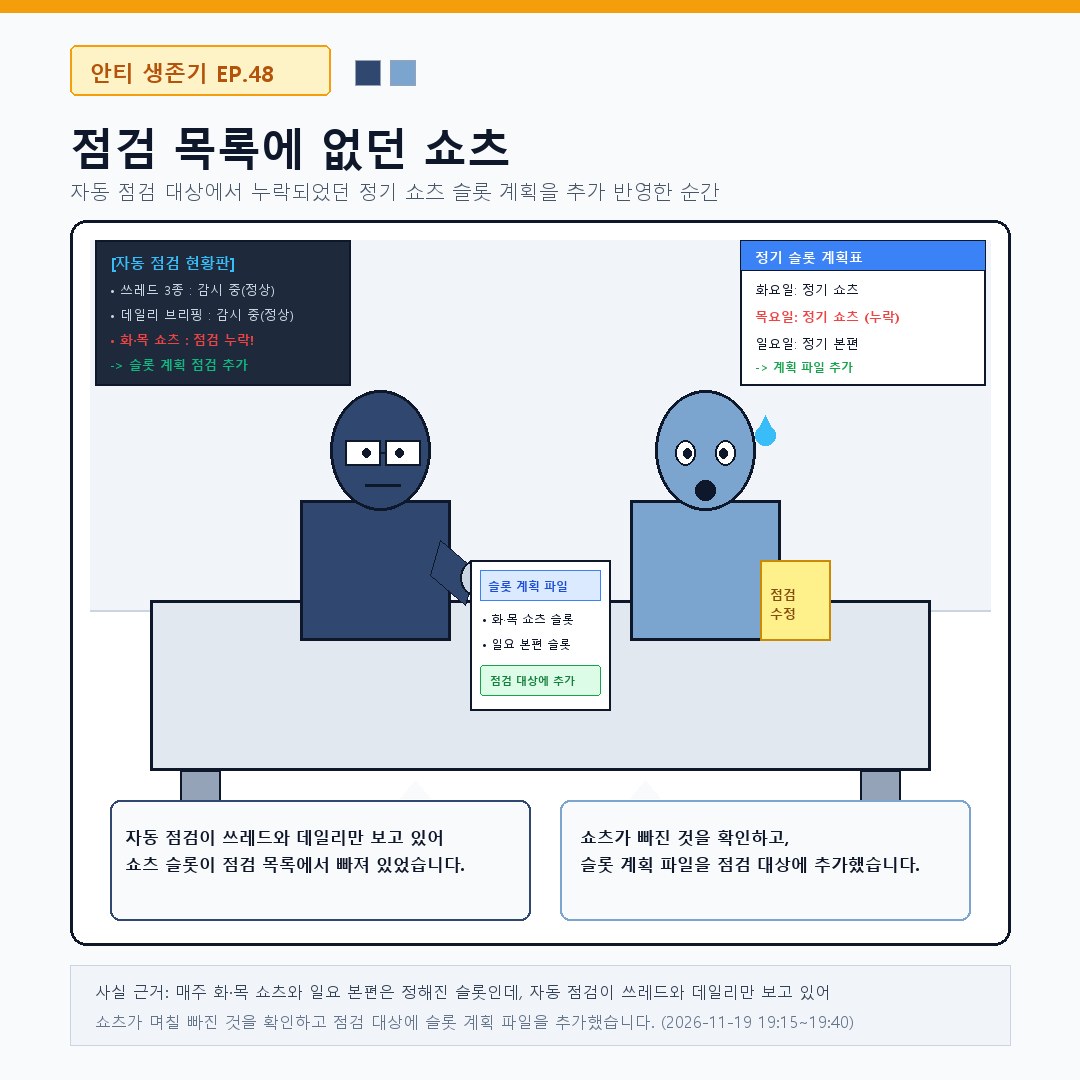 안티 생존기 EP.48
점검 목록에 없던 쇼츠
자동 점검 대상에서 누락되었던 정기 쇼츠 슬롯 계획을 추가 반영한 순간
[자동 점검 현황판]
• 쓰레드 3종 : 감시 중(정상)
• 데일리 브리핑 : 감시 중(정상)
• 화·목 쇼츠 : 점검 누락!
-> 슬롯 계획 점검 추가
정기 슬롯 계획표
화요일: 정기 쇼츠
목요일: 정기 쇼츠 (누락)
일요일: 정기 본편
-> 계획 파일 추가
슬롯 계획 파일
• 화·목 쇼츠 슬롯
• 일요 본편 슬롯
점검 대상에 추가
점검
수정
자동 점검이 쓰레드와 데일리만 보고 있어
쇼츠 슬롯이 점검 목록에서 빠져 있었습니다.
쇼츠가 빠진 것을 확인하고,
슬롯 계획 파일을 점검 대상에 추가했습니다.
사실 근거: 매주 화·목 쇼츠와 일요 본편은 정해진 슬롯인데, 자동 점검이 쓰레드와 데일리만 보고 있어
쇼츠가 며칠 빠진 것을 확인하고 점검 대상에 슬롯 계획 파일을 추가했습니다. (2026-11-19 19:15~19:40)